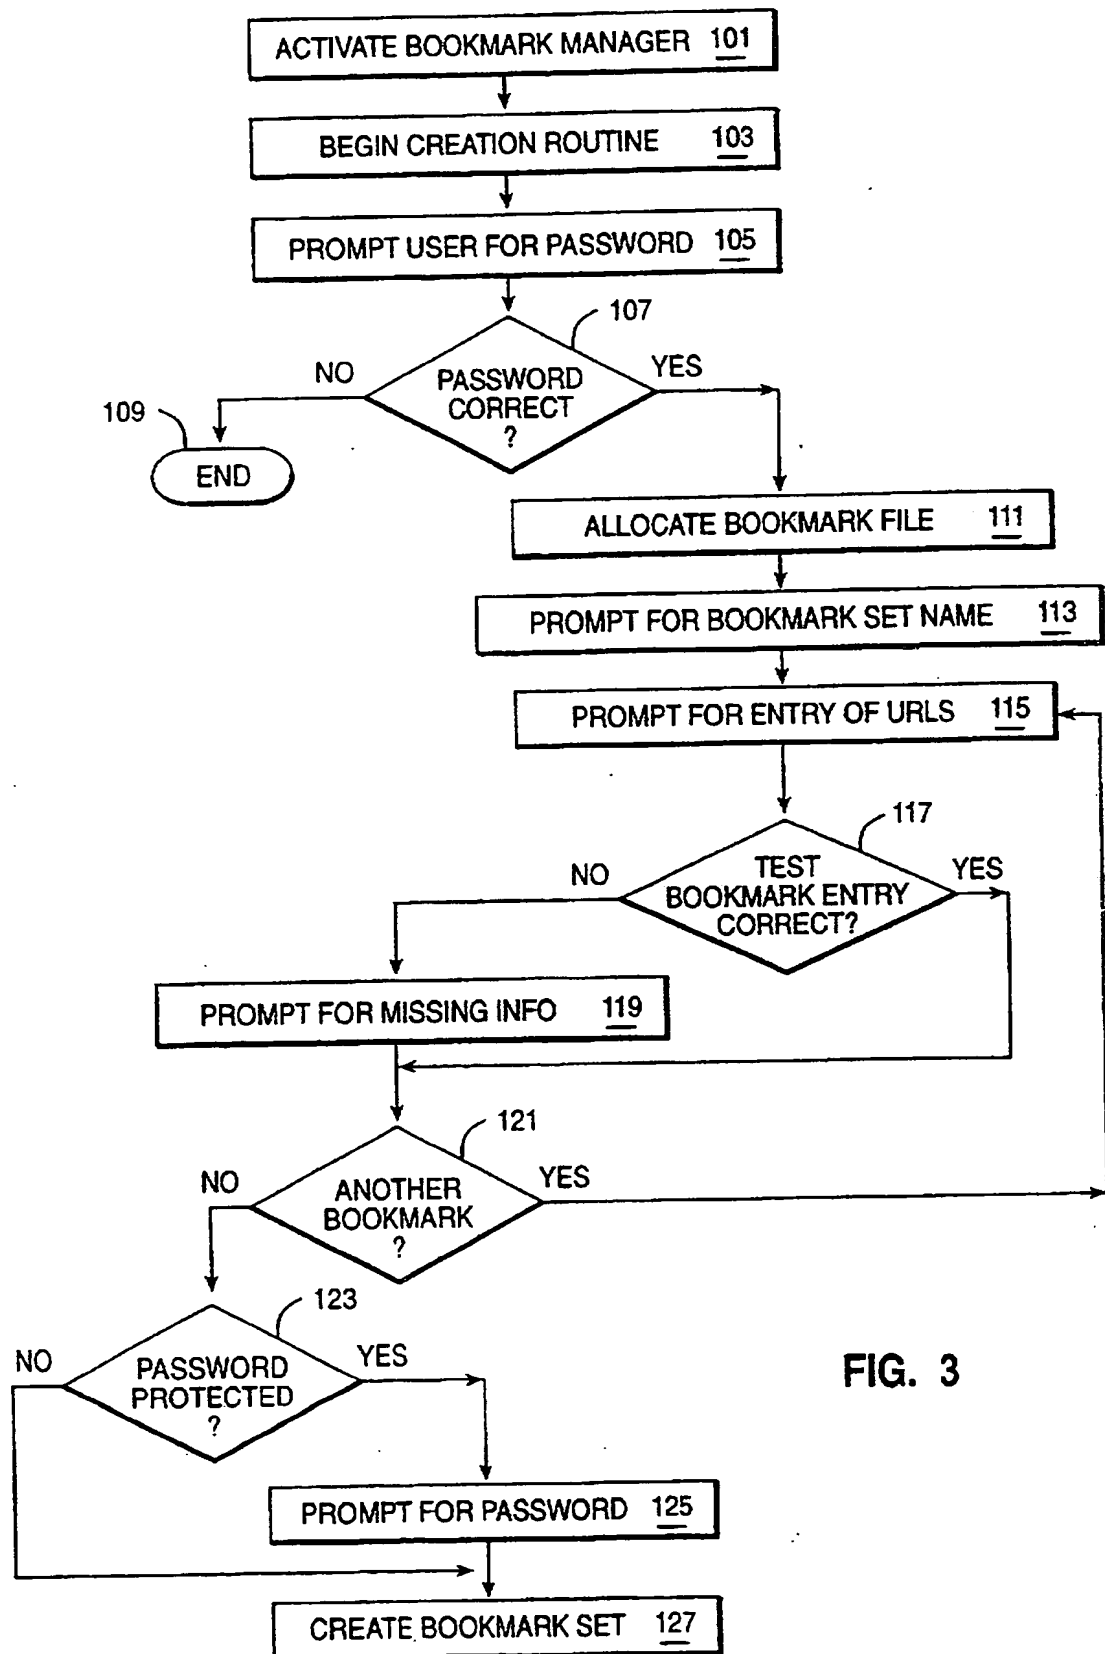 ACTIVATE BOOKMARK MANAGER 101
BEGIN CREATION ROUTINE 103
PROMPT USER FOR PASSWORD 105
107
NO
YES
PASSWORD
CORRECT
?
109
END
ALLOCATE BOOKMARK FILE 111
PROMPT FOR BOOKMARK SET NAME 113
PROMPT FOR ENTRY OF URLS 115
117
NO
YES
TEST
BOOKMARK ENTRY
CORRECT?
PROMPT FOR MISSING INFO 119
121
NO
YES
ANOTHER
BOOKMARK
?
123
NO
YES
PASSWORD
PROTECTED
?
FIG. 3
PROMPT FOR PASSWORD 125
CREATE BOOKMARK SET 127